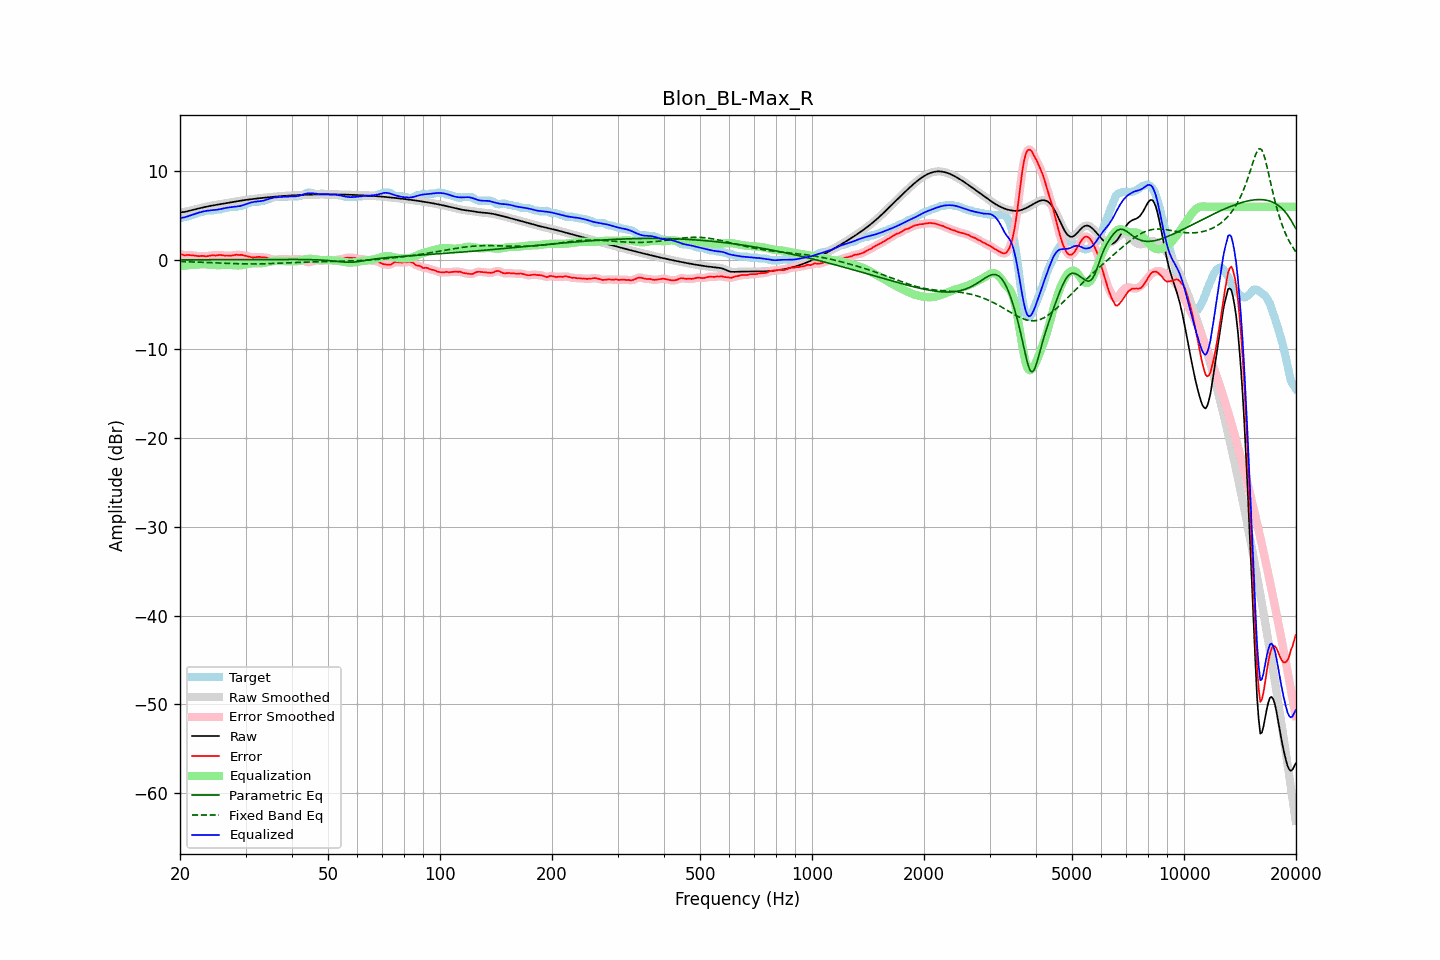 Blon_BL-Max_R
10
0
−10
−20
−30
−40
−50
−60
Amplitude (dBr)
Target
Raw Smoothed
Error Smoothed
Raw
Error
Equalization
Parametric Eq
Fixed Band Eq
Equalized
20 50 100 200 500 1000 2000 5000 10000 20000
Frequency (Hz)